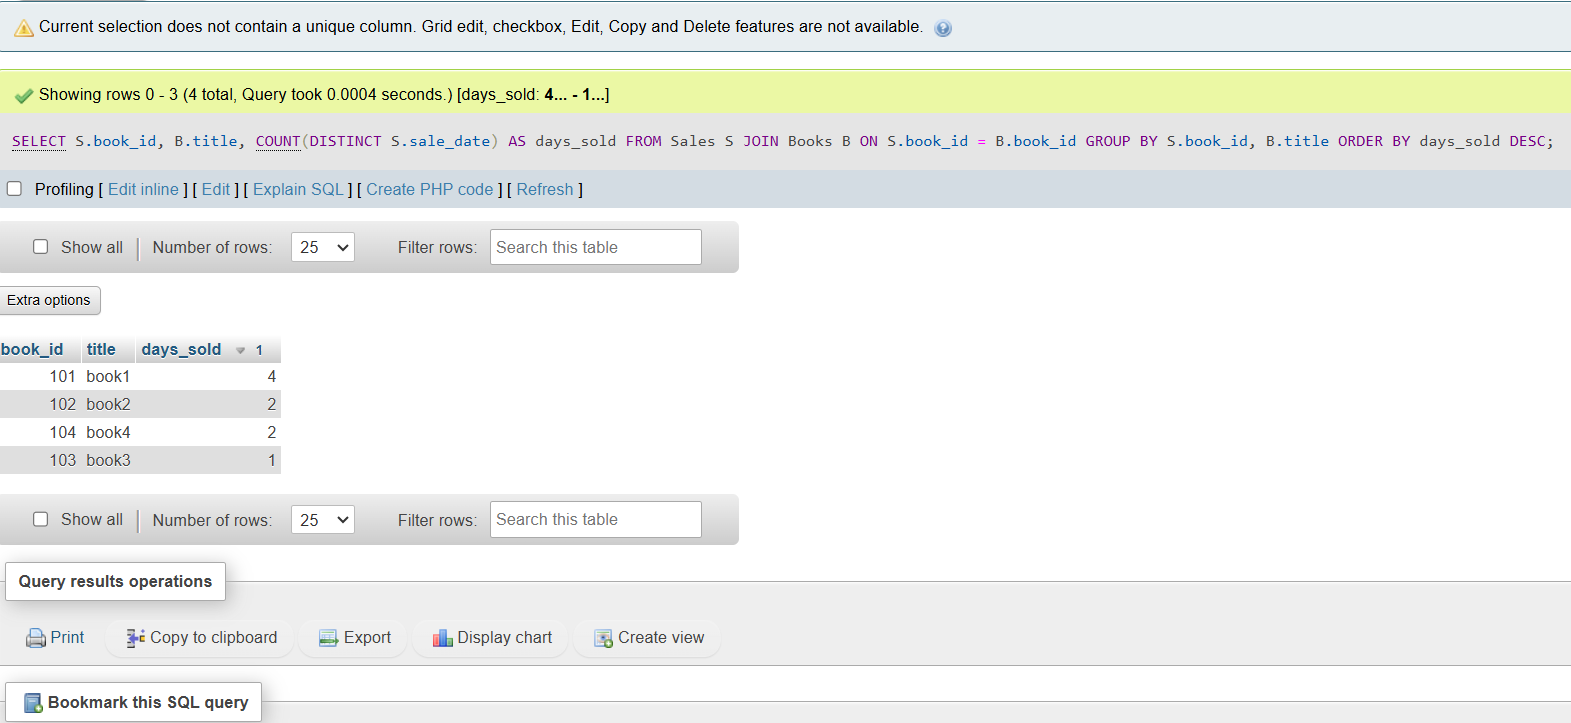 Current selection does not contain a unique column. Grid edit, checkbox, Edit, Copy and Delete features are not available.
Showing rows 0 - 3 (4 total, Query took 0.0004 seconds.) [days_sold: 4... - 1...]
SELECT S.book_id, B.title, COUNT(DISTINCT S.sale_date) AS days_sold FROM Sales S JOIN Books B ON S.book_id = B.book_id GROUP BY S.book_id, B.title ORDER BY days_sold DESC;
Profiling [ Edit inline ] [ Edit ] [ Explain SQL ] [ Create PHP code ] [ Refresh ]
Show all | Number of rows: 25 Filter rows: Search this table
Extra options
book_id title days_sold 1
101 book1 4
102 book2 2
104 book4 2
103 book3 1
Show all | Number of rows: 25 Filter rows: Search this table
Query results operations
Print Copy to clipboard Export Display chart Create view
Bookmark this SQL query